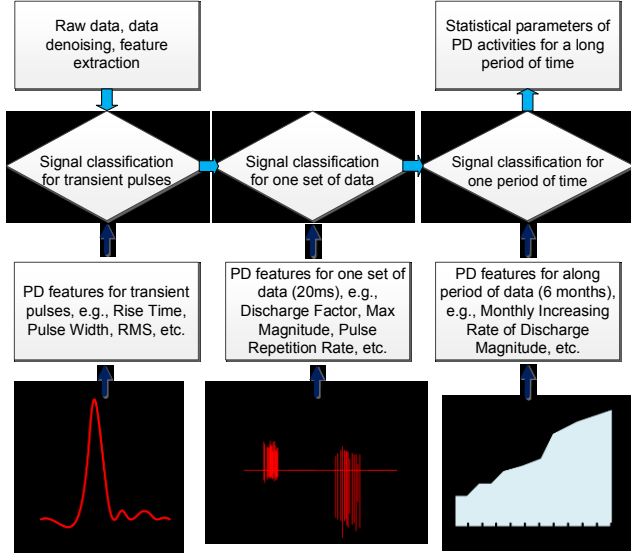 Raw data, data
denoising, feature
extraction
Statistical parameters of
PD activities for a long
period of time
Signal classification
for transient pulses
Signal classification
for one set of data
Signal classification for
one period of time
PD features for transient
pulses, e.g., Rise Time,
Pulse Width, RMS, etc.
PD features for one set of
data (20ms), e.g.,
Discharge Factor, Max
Magnitude, Pulse
Repetition Rate, etc.
PD features for along
period of data (6 months),
e.g., Monthly Increasing
Rate of Discharge
Magnitude, etc.